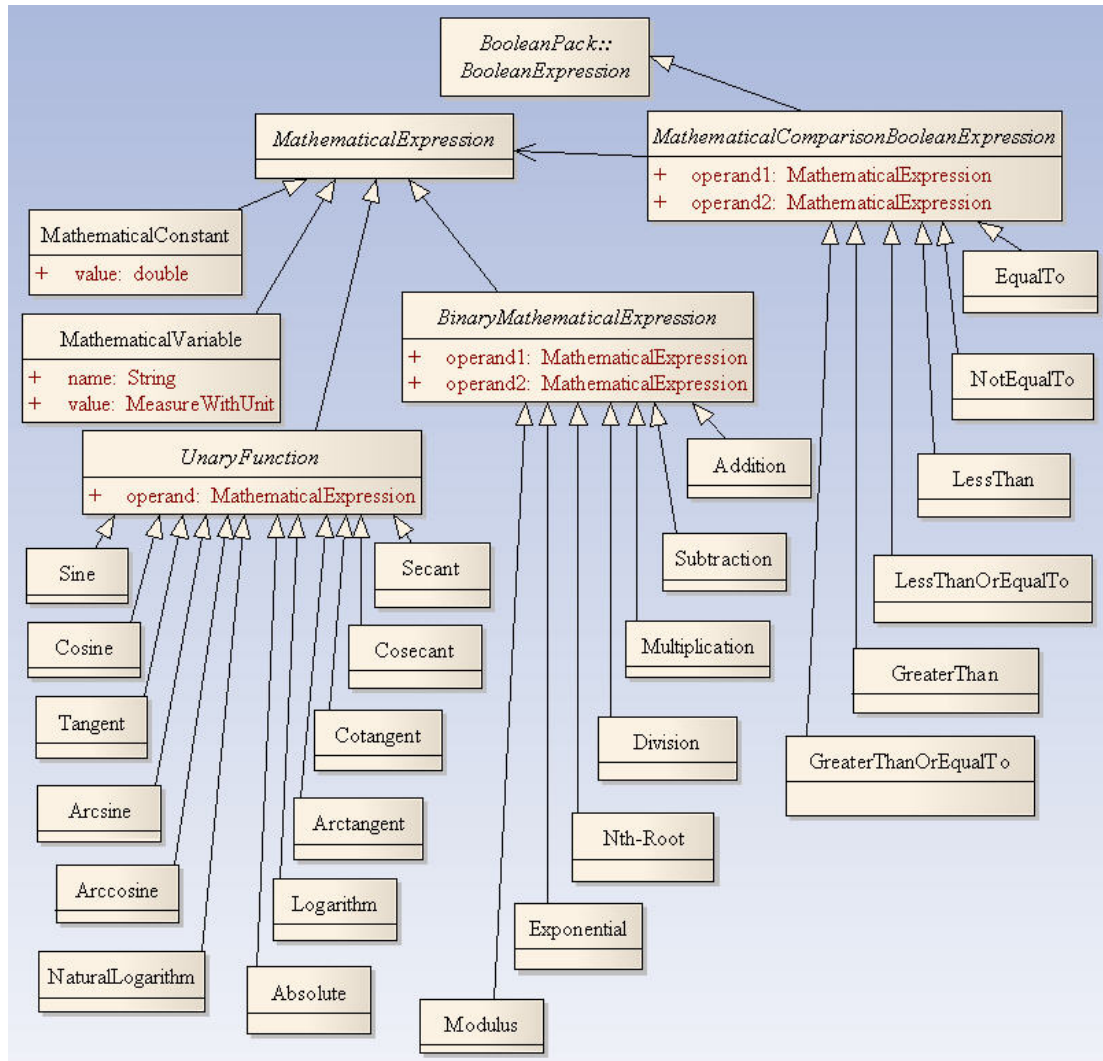 BooleanPack::
BooleanExpression
MathematicalExpression
MathematicalComparisonBooleanExpression
+ operand1: MathematicalExpression
+ operand2: MathematicalExpression
MathematicalConstant
+ value: double
EqualTo
MathematicalVariable
+ name: String
+ value: MeasureWithUnit
BinaryMathematicalExpression
+ operand1: MathematicalExpression
+ operand2: MathematicalExpression
NotEqualTo
UnaryFunction
+ operand: MathematicalExpression
Addition
LessThan
Sine
Secant
Subtraction
LessThanOrEqualTo
Cosine
Cosecant
Multiplication
GreaterThan
Tangent
Cotangent
Division
GreaterThanOrEqualTo
Arcsine
Arctangent
Nth-Root
Arccosine
Logarithm
Exponential
NaturalLogarithm
Absolute
Modulus